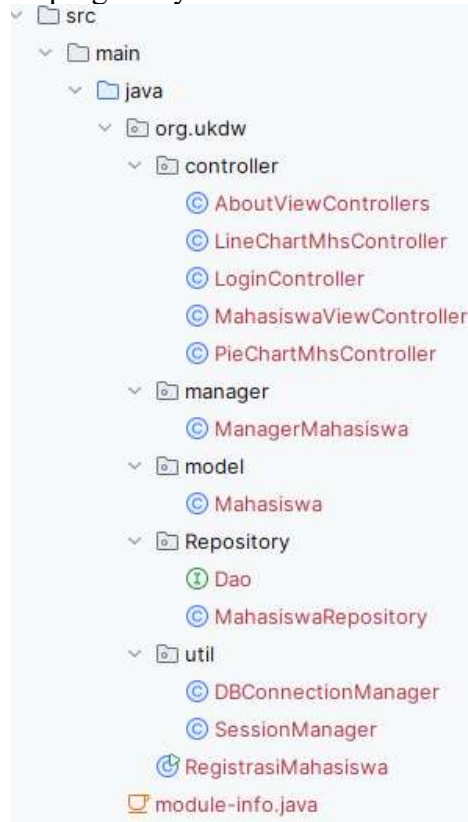 src
main
java
org.ukdw
controller
AboutViewControllers
LineChartMhsController
LoginController
MahasiswaViewController
PieChartMhsController
manager
ManagerMahasiswa
model
Mahasiswa
Repository
Dao
MahasiswaRepository
util
DBConnectionManager
SessionManager
RegistrasiMahasiswa
module-info.java